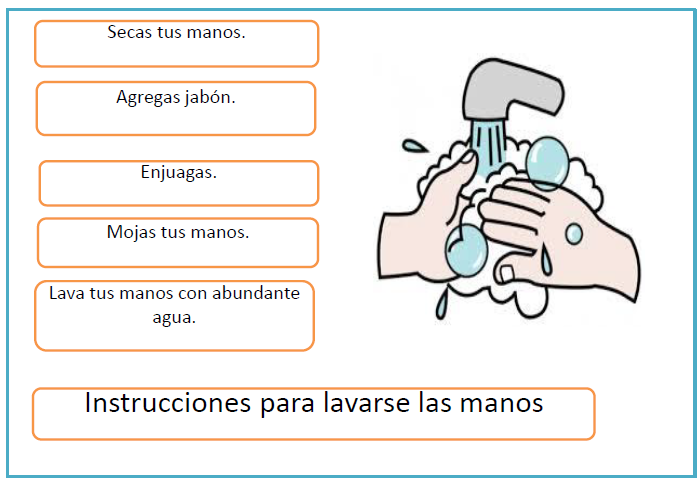 Secas tus manos.
Agregas jabón.
Enjuagas.
Mojas tus manos.
Lava tus manos con abundante
agua.
Instrucciones para lavarse las manos